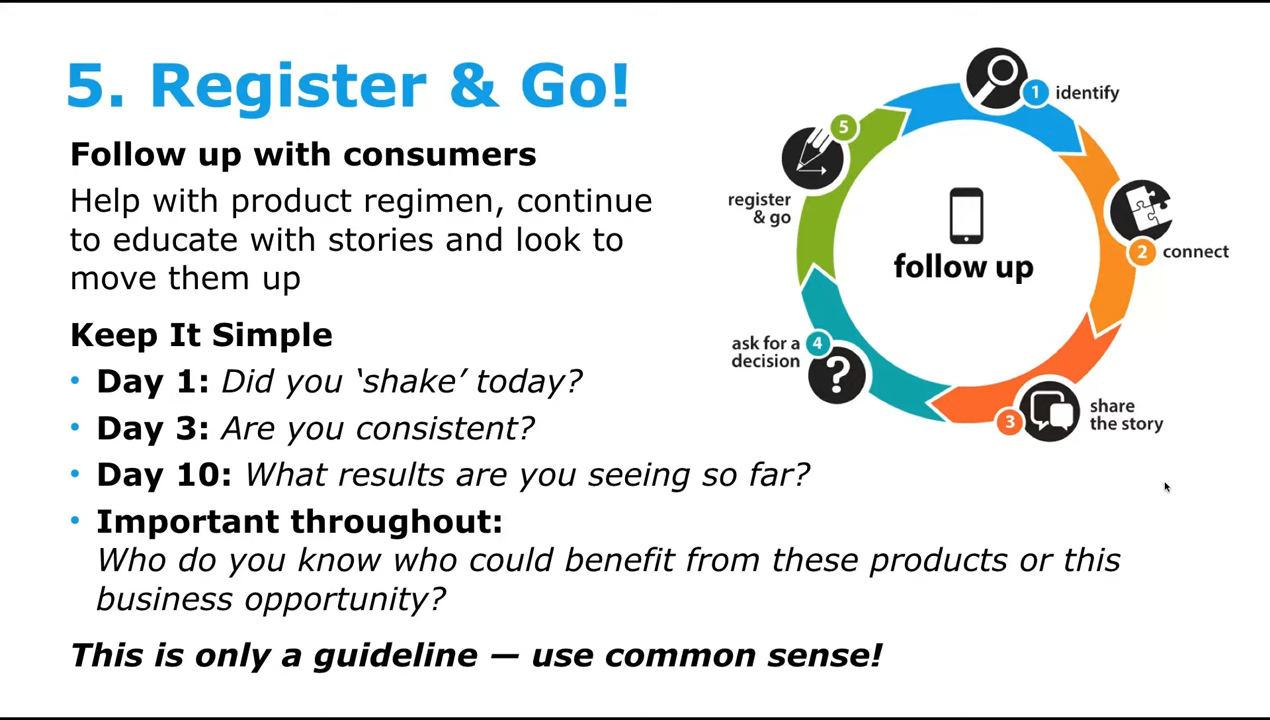 5. Register & Go!
Follow up with consumers
Help with product regimen, continue
to educate with stories and look to
move them up
Keep It Simple
• Day 1: Did you ‘shake’ today?
• Day 3: Are you consistent?
• Day 10: What results are you seeing so far?
• Important throughout:
Who do you know who could benefit from these products or this
business opportunity?
This is only a guideline — use common sense!
1 identify
2 connect
3 share
the story
4 ask for a
decision
?
5 register
& go
follow up